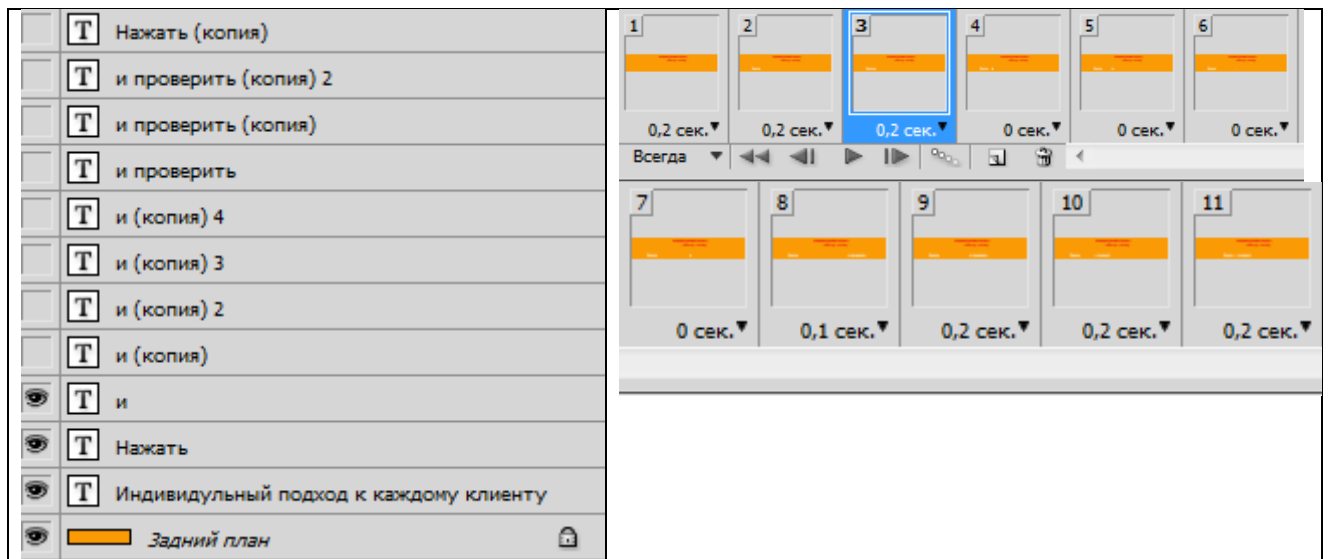 Нажать (копия)
и проверить (копия) 2
и проверить (копия)
и проверить
и (копия) 4
и (копия) 3
и (копия) 2
и (копия)
и
Нажать
Индивидульный подход к каждому клиенту
Задний план
1 2 3 4 5 6
0,2 сек. 0,2 сек. 0,2 сек. 0 сек. 0 сек. 0 сек.
Всегда
7 8 9 10 11
0 сек. 0,1 сек. 0,2 сек. 0,2 сек. 0,2 сек.